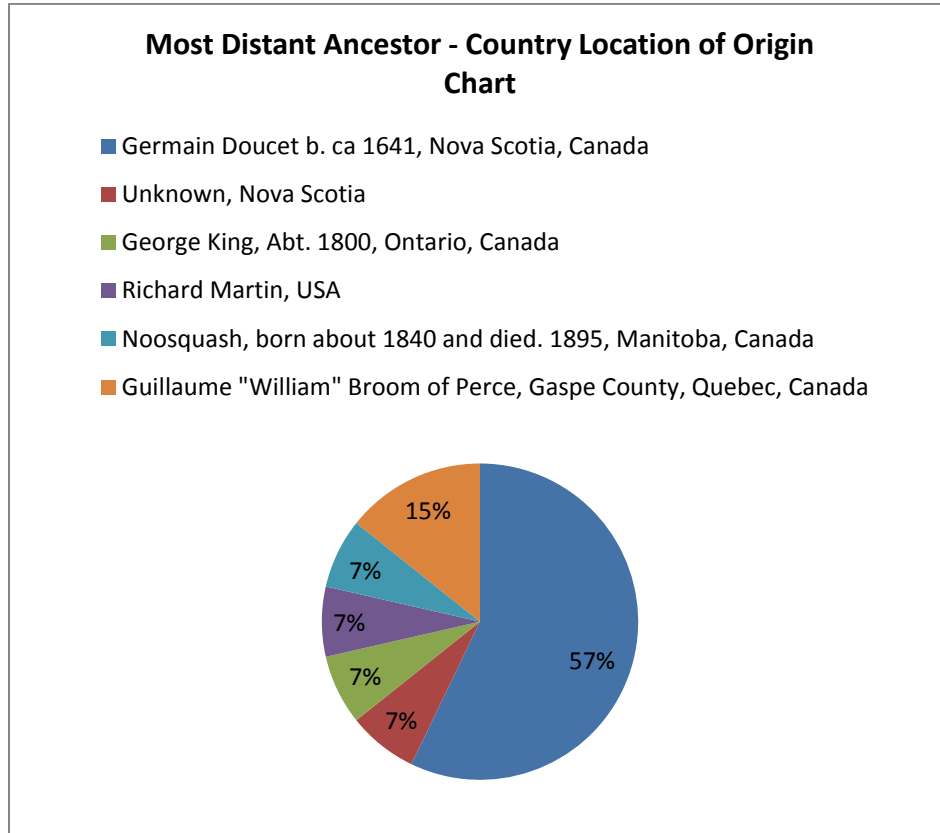 Most Distant Ancestor - Country Location of Origin
Chart
Germain Doucet b. ca 1641, Nova Scotia, Canada
Unknown, Nova Scotia
George King, Abt. 1800, Ontario, Canada
Richard Martin, USA
Noosquash, born about 1840 and died. 1895, Manitoba, Canada
Guillaume "William" Broom of Perce, Gaspe County, Quebec, Canada
15%
7%
7%
57%
7%
7%